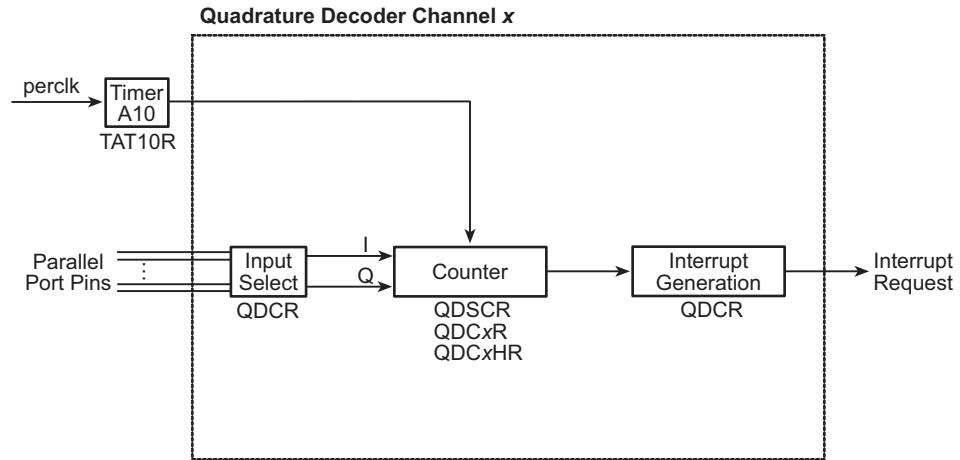 Quadrature Decoder Channel x
perclk
Timer
A10
TAT10R
Parallel
Port Pins
Input
Select
QDCR
I
Q
Counter
QDSCR
QDCxR
QDCxHR
Interrupt
Generation
QDCR
Interrupt
Request